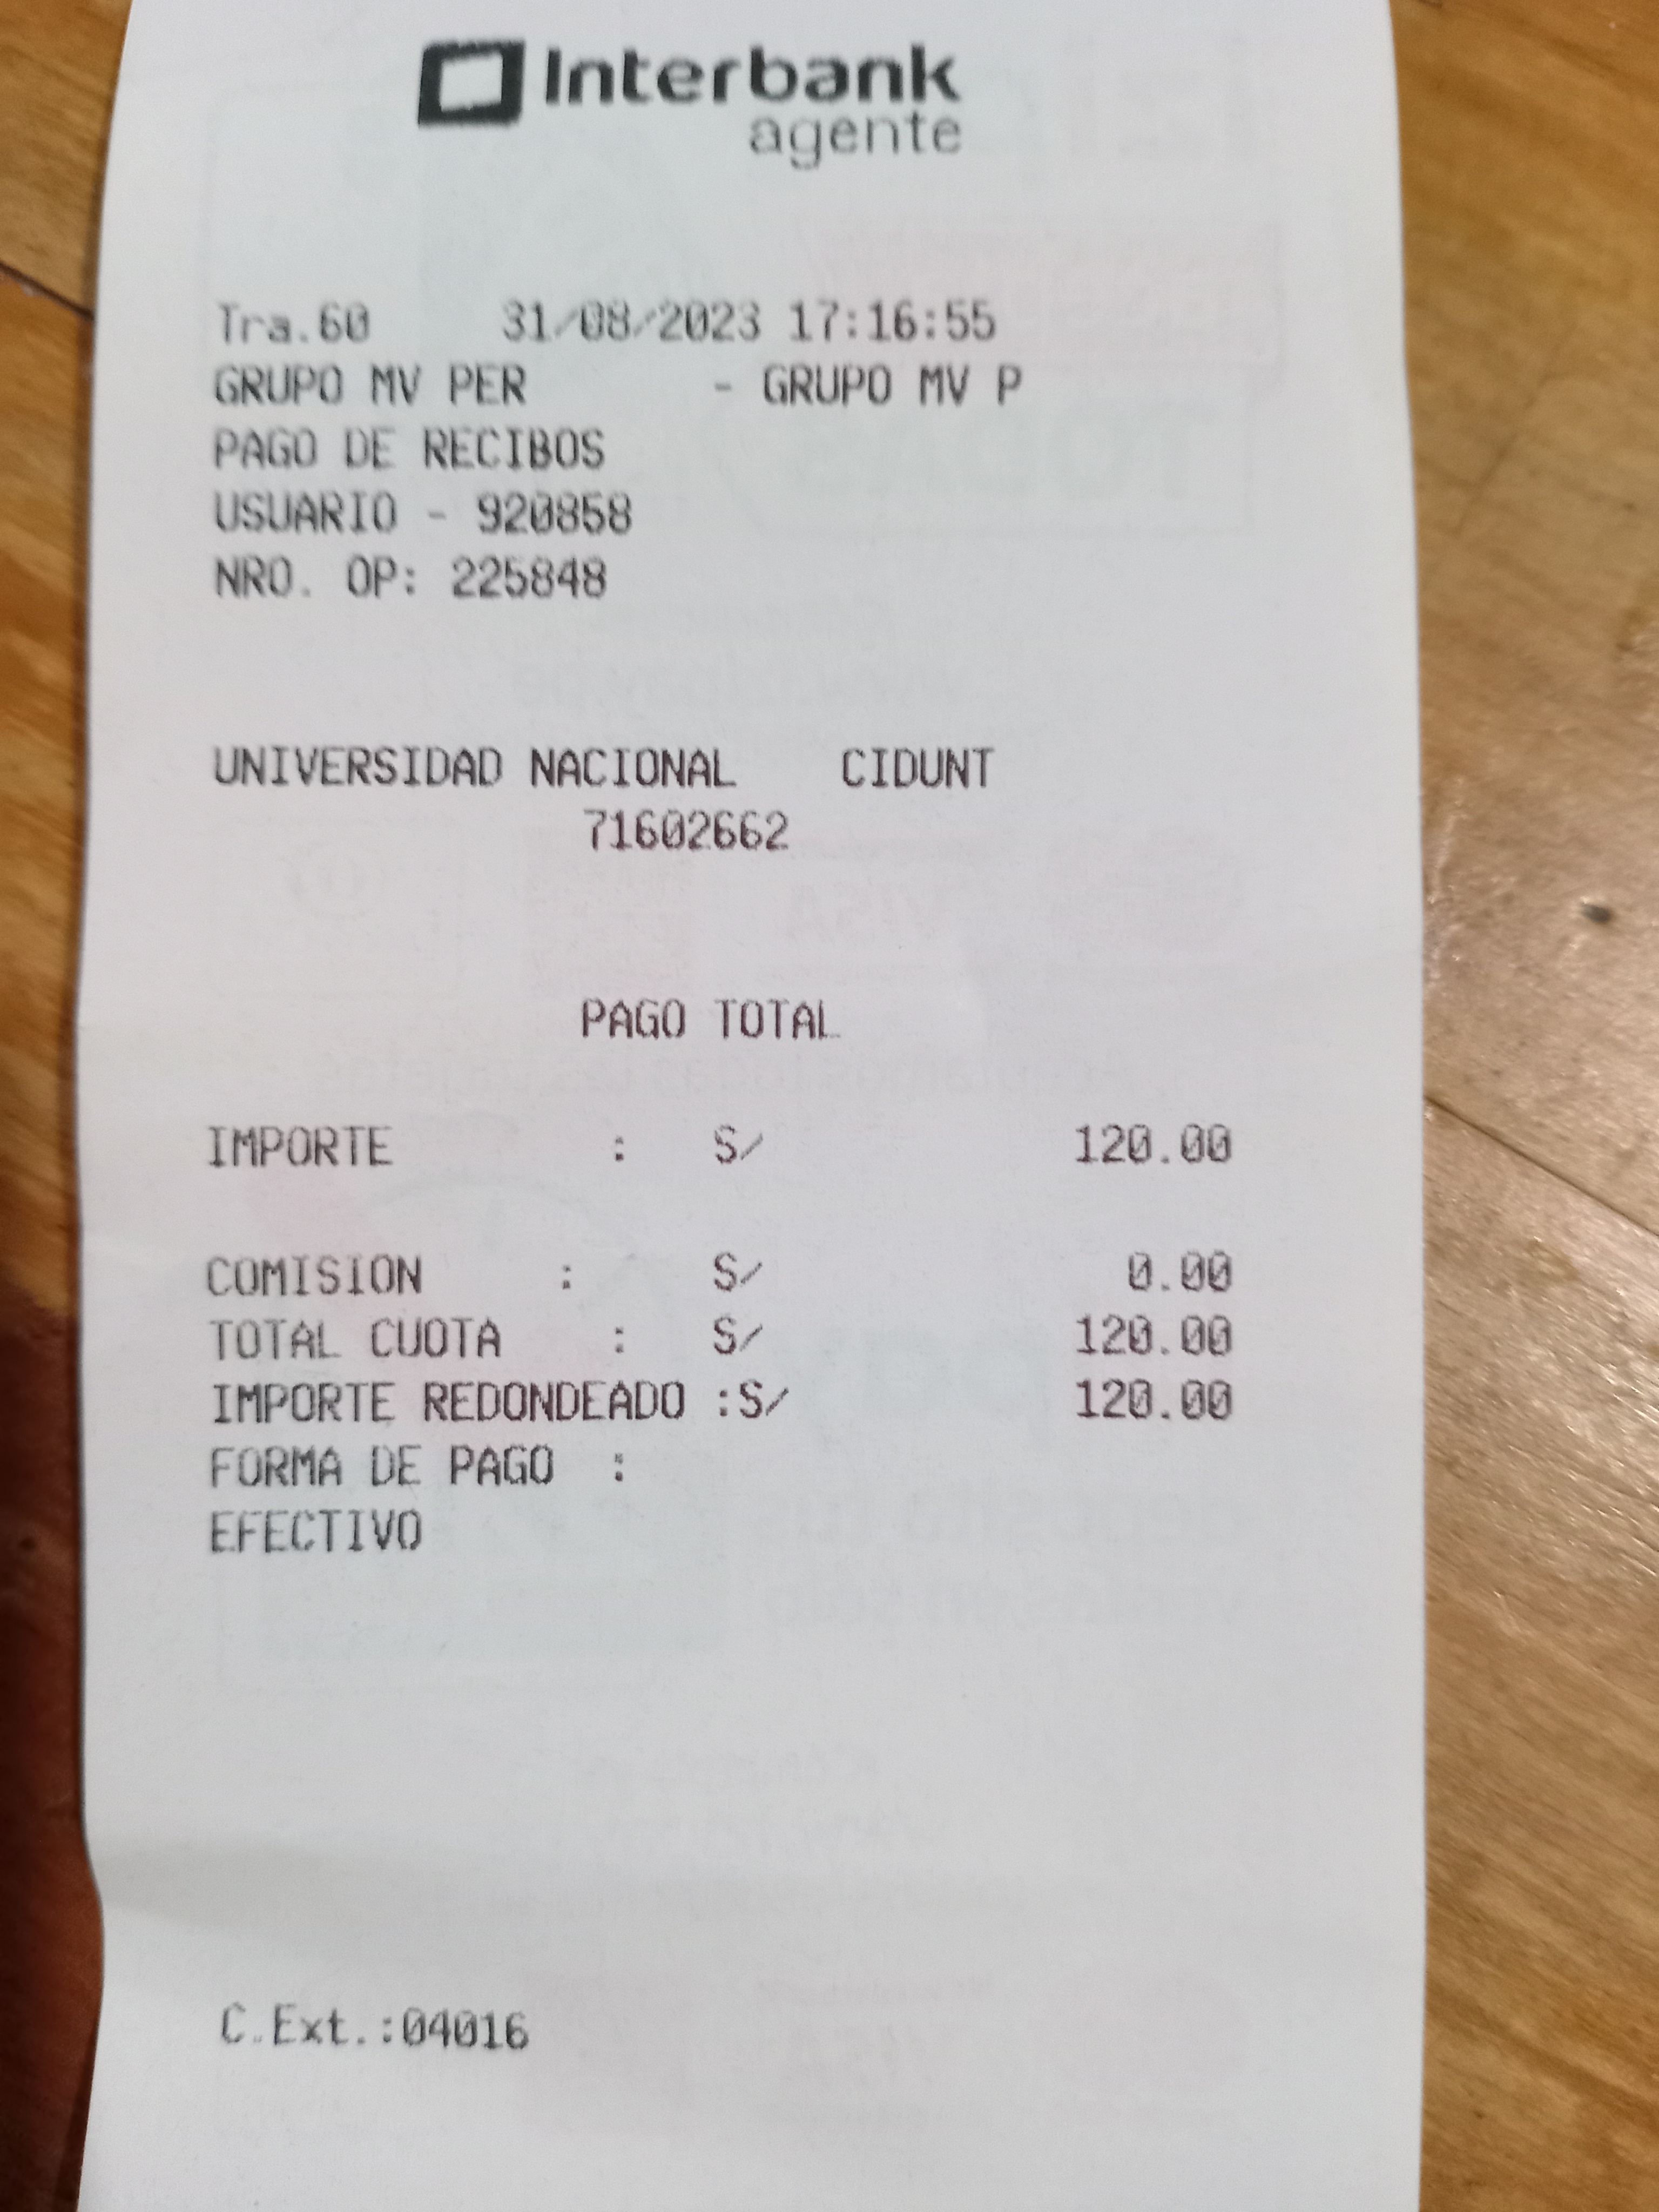 Interbank
agente
Tra.60 31/08/2023 17:16:55
GRUPO MV PER - GRUPO MV P
PAGO DE RECIBOS
USUARIO - 920858
NRO. OP: 225848
UNIVERSIDAD NACIONAL CIDUNT
71602662
PAGO TOTAL
IMPORTE : S/ 120.00
COMISION : S/ 0.00
TOTAL CUOTA : S/ 120.00
IMPORTE REDONDEADO :S/ 120.00
FORMA DE PAGO :
EFECTIVO
C.Ext.:04016